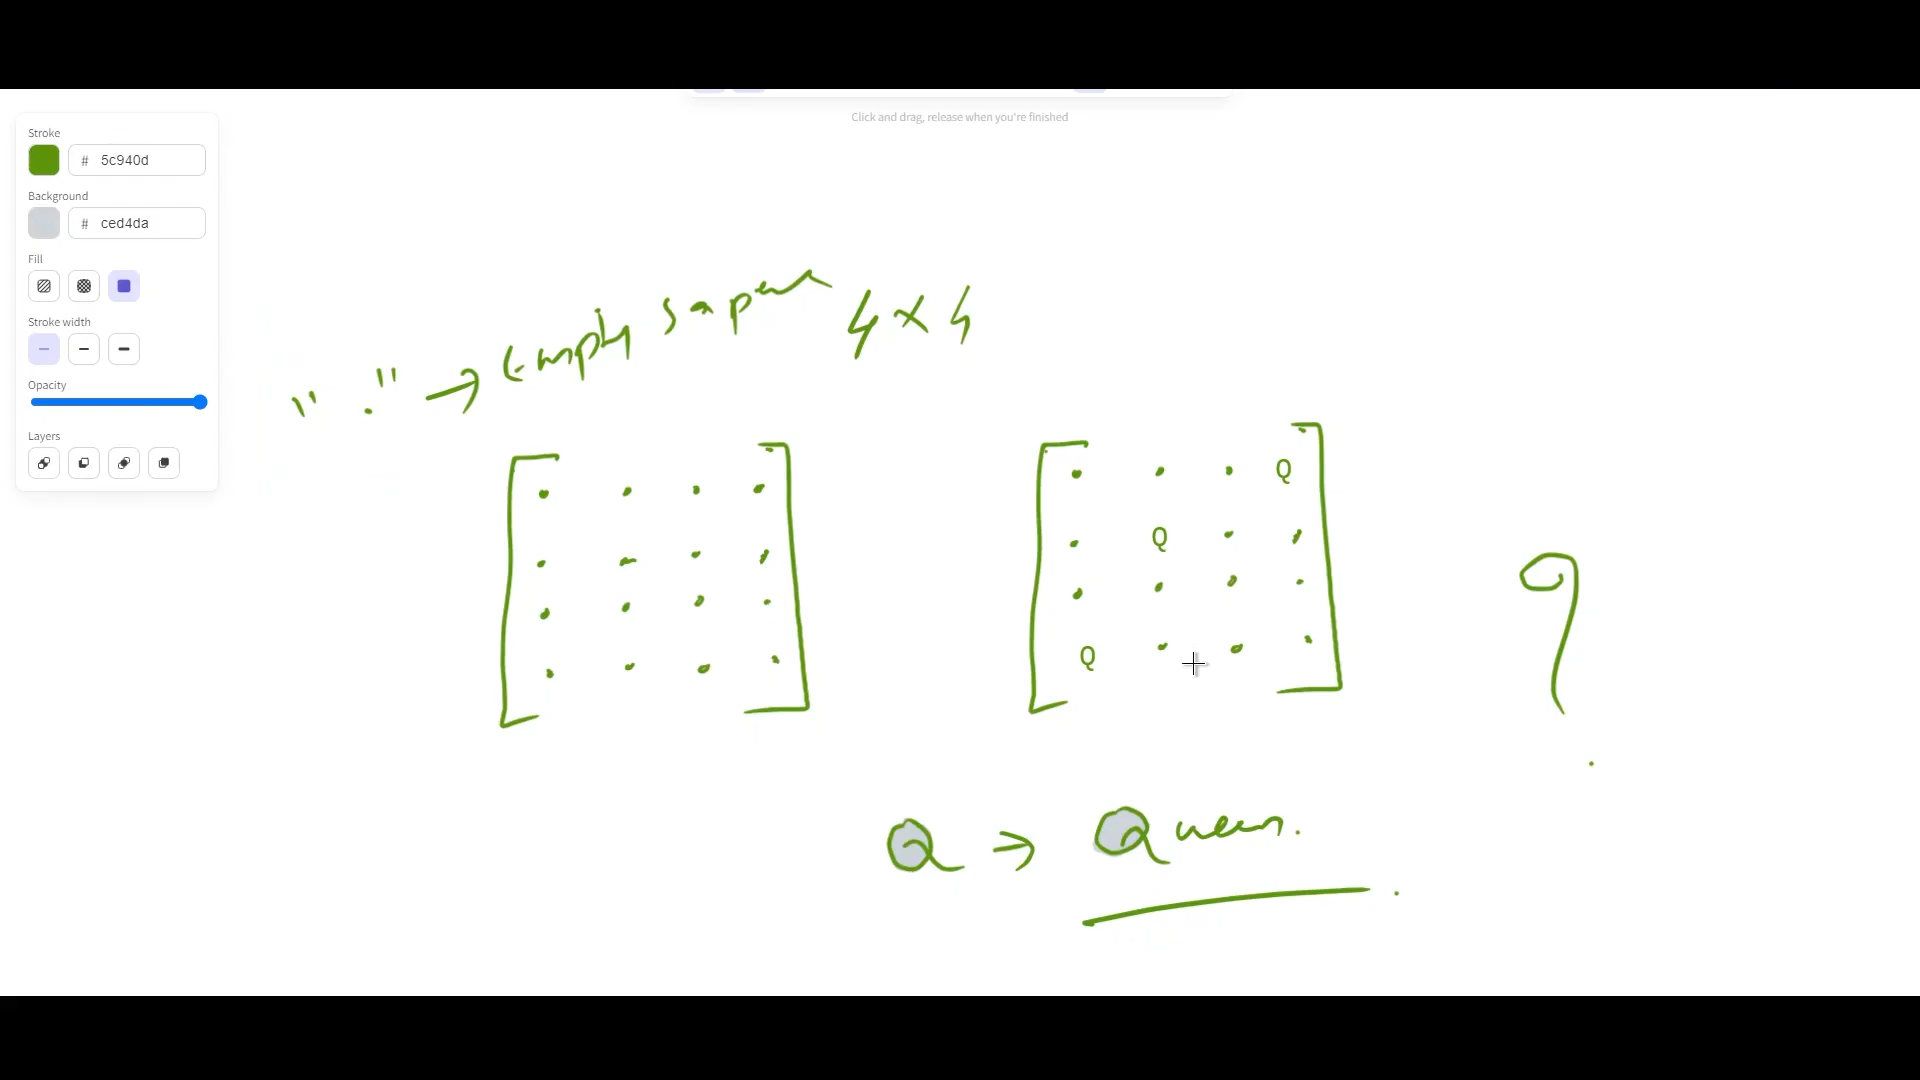 Click and drag, release when you're finished
Stroke
# 5c940d
Background
# ced4da
Fill
Stroke width
Opacity
Layers
" ." → Empty
4 x 4
. . . .
. . . .
. . . .
. . . .
. . . Q
. Q . .
. . . .
Q . . .
?
Q → Queen.